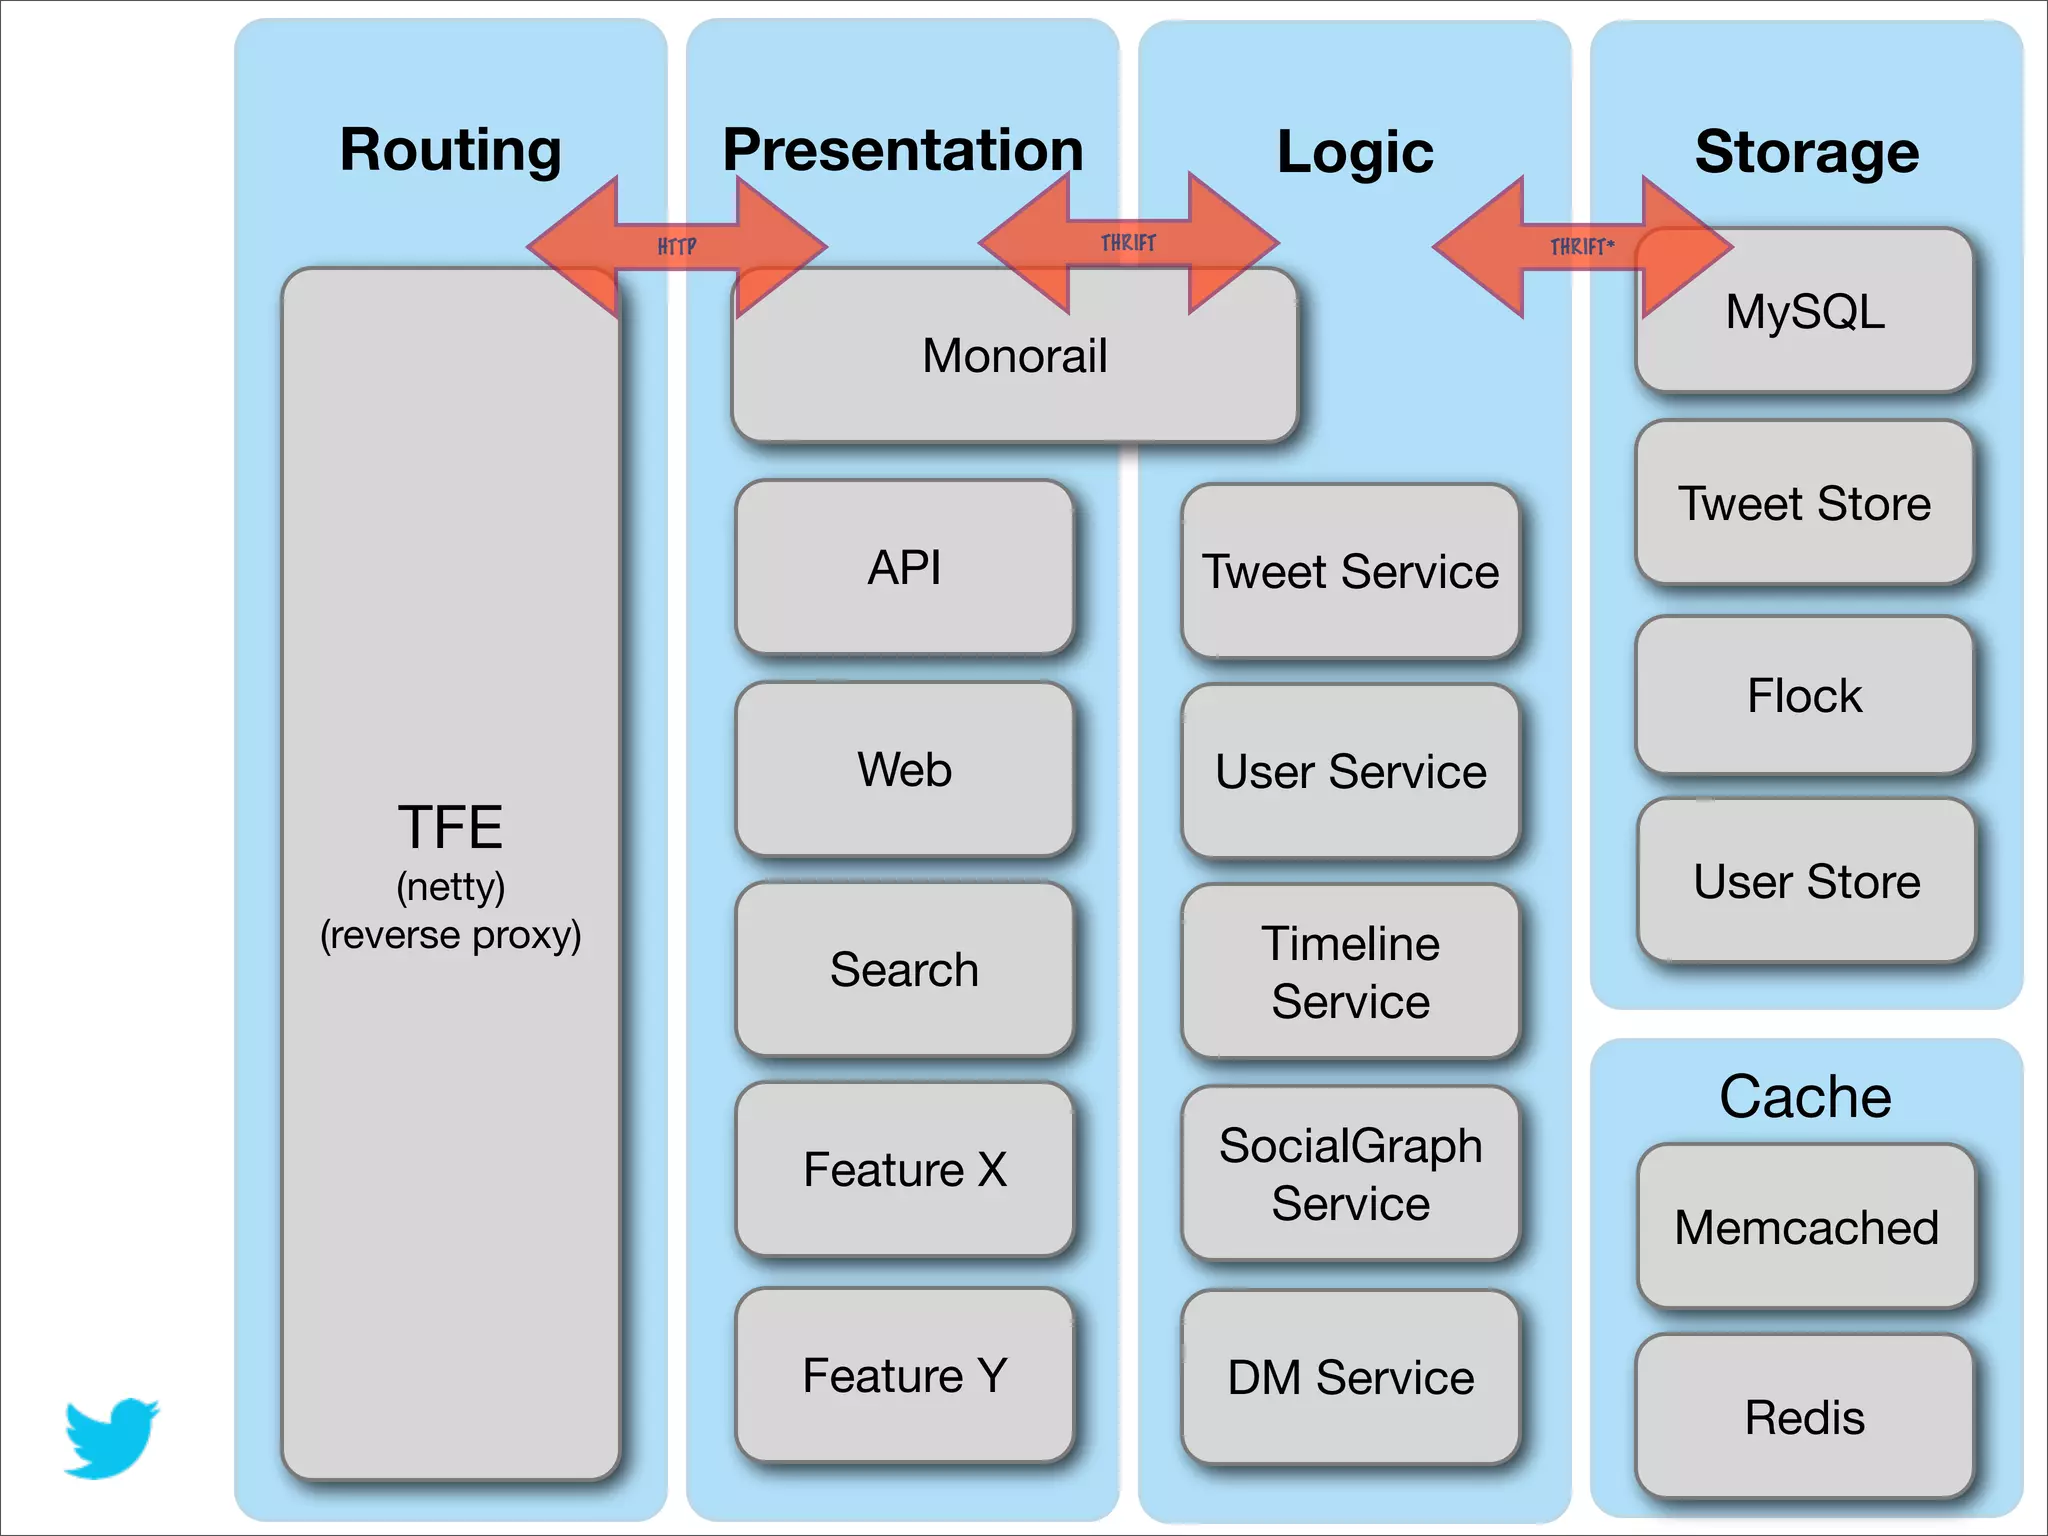 Routing
Presentation
Logic
Storage
HTTP
THRIFT
THRIFT*
TFE
(netty)
(reverse proxy)
Monorail
API
Web
Search
Feature X
Feature Y
Tweet Service
User Service
Timeline
Service
SocialGraph
Service
DM Service
MySQL
Tweet Store
Flock
User Store
Cache
Memcached
Redis